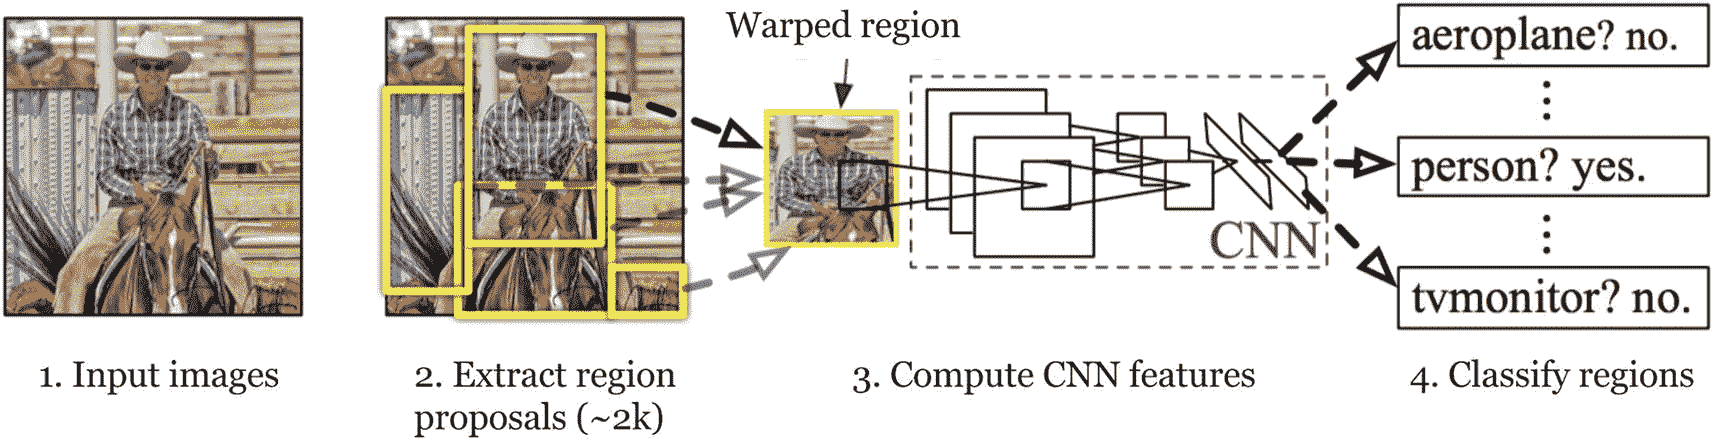 Warped region
aeroplane? no.
person? yes.
CNN
tvmonitor? no.
1. Input images
2. Extract region
proposals (~2k)
3. Compute CNN features
4. Classify regions